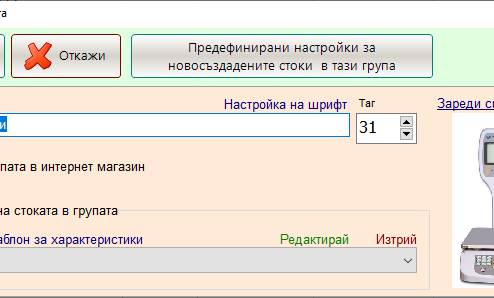 та
Откажи
Предефинирани настройки за
новосъздадените стоки в тази група
Настройка на шрифт
Таг
Зареди
и
31
пата в интернет магазин
на стоката в групата
аблон за характеристики
Редактирай
Изтрий